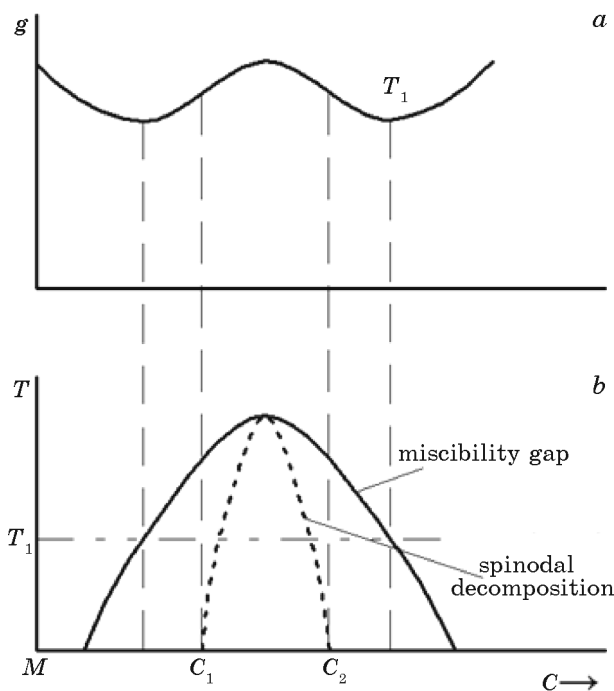 g
a
T₁
T
b
miscibility gap
T₁
spinodal
decomposition
M
C₁
C₂
C→